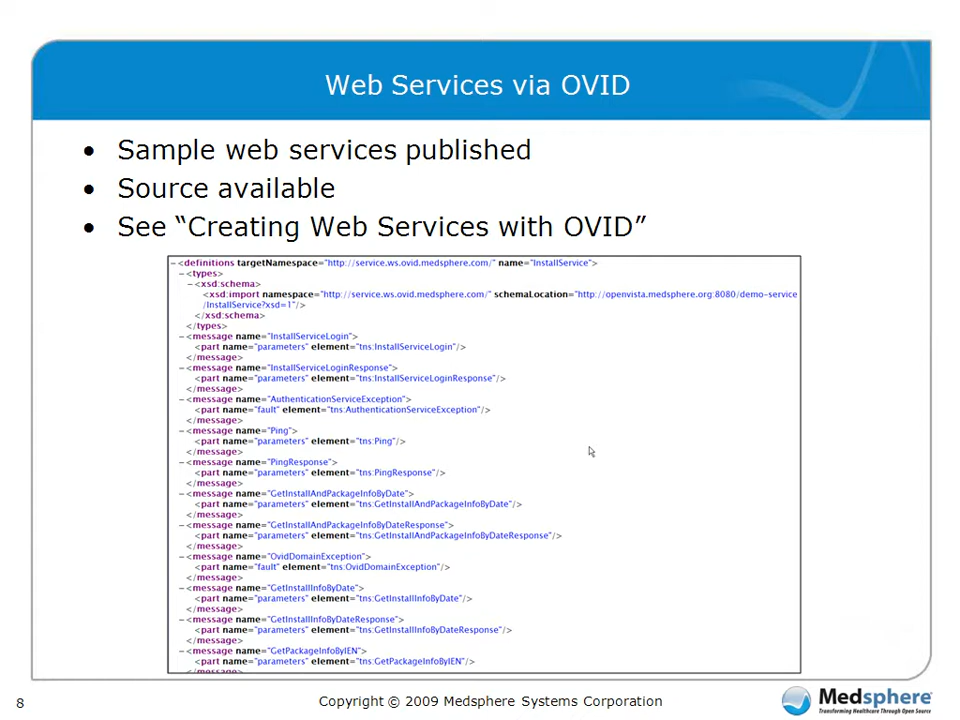 Web Services via OVID
• Sample web services published
• Source available
• See “Creating Web Services with OVID”
−<definitions targetNamespace="http://service.ws.ovid.medsphere.com/" name="InstallService">
−<types>
−<xsd:schema>
<xsd:import namespace="http://service.ws.ovid.medsphere.com/" schemaLocation="http://openvista.medsphere.org:8080/demo-service
/InstallService?xsd=1"/>
</xsd:schema>
</types>
−<message name="InstallServiceLogin">
<part name="parameters" element="tns:InstallServiceLogin"/>
</message>
−<message name="InstallServiceLoginResponse">
<part name="parameters" element="tns:InstallServiceLoginResponse"/>
</message>
−<message name="AuthenticationServiceException">
<part name="fault" element="tns:AuthenticationServiceException"/>
</message>
−<message name="Ping">
<part name="parameters" element="tns:Ping"/>
</message>
−<message name="PingResponse">
<part name="parameters" element="tns:PingResponse"/>
</message>
−<message name="GetInstallAndPackageInfoByDate">
<part name="parameters" element="tns:GetInstallAndPackageInfoByDate"/>
</message>
−<message name="GetInstallAndPackageInfoByDateResponse">
<part name="parameters" element="tns:GetInstallAndPackageInfoByDateResponse"/>
</message>
−<message name="OvidDomainException">
<part name="fault" element="tns:OvidDomainException"/>
</message>
−<message name="GetInstallInfoByDate">
<part name="parameters" element="tns:GetInstallInfoByDate"/>
</message>
−<message name="GetInstallInfoByDateResponse">
<part name="parameters" element="tns:GetInstallInfoByDateResponse"/>
</message>
−<message name="GetPackageInfoByIEN">
<part name="parameters" element="tns:GetPackageInfoByIEN"/>
</message>
8
Copyright © 2009 Medsphere Systems Corporation
Medsphere
Transforming Healthcare Through Open Source